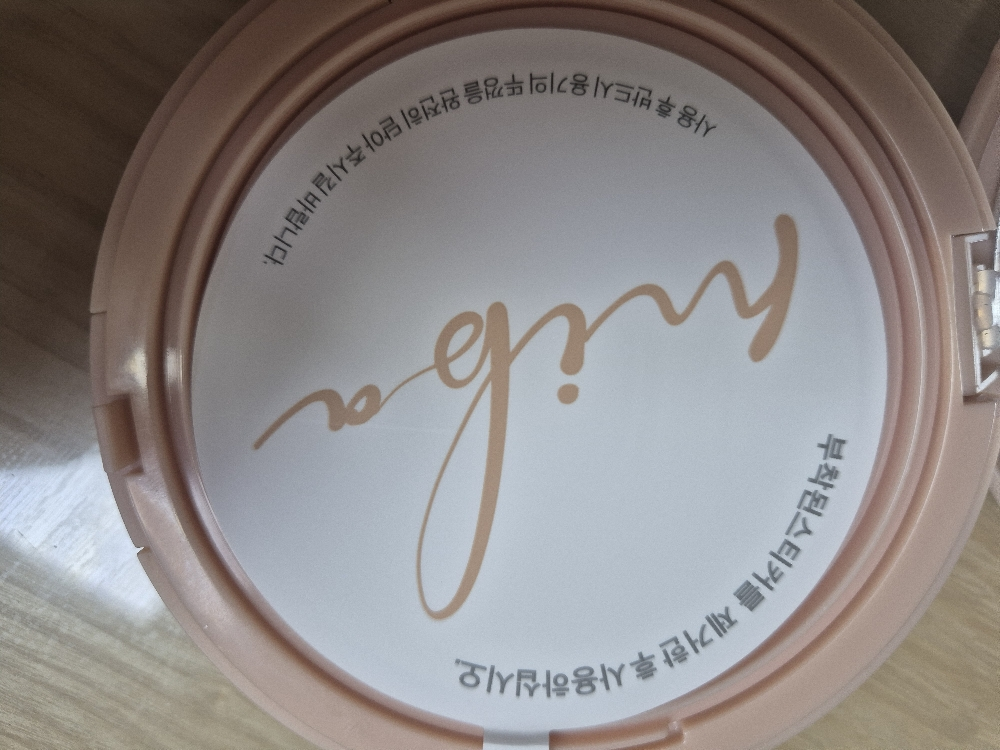 부착된 스티커를 제거한 후 사용하십시오.
miba
사용 후 반드시 용기의 뚜껑을 완전히 닫아 주시길 바랍니다.